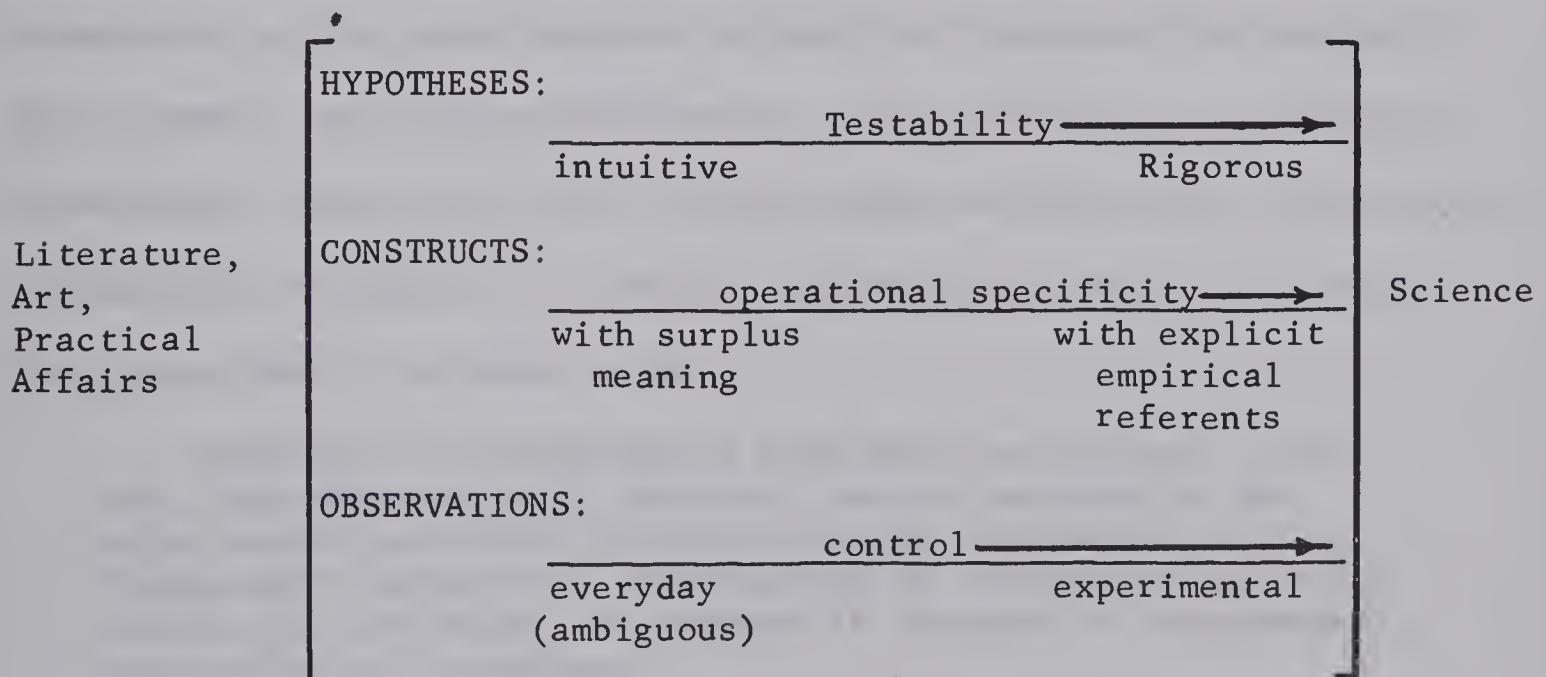 HYPOTHESES:
Testability
intuitive Rigorous
Literature,
Art,
Practical
Affairs
CONSTRUCTS:
operational specificity
with surplus
meaning
with explicit
empirical
referents
Science
OBSERVATIONS:
control
everyday
(ambiguous)
experimental